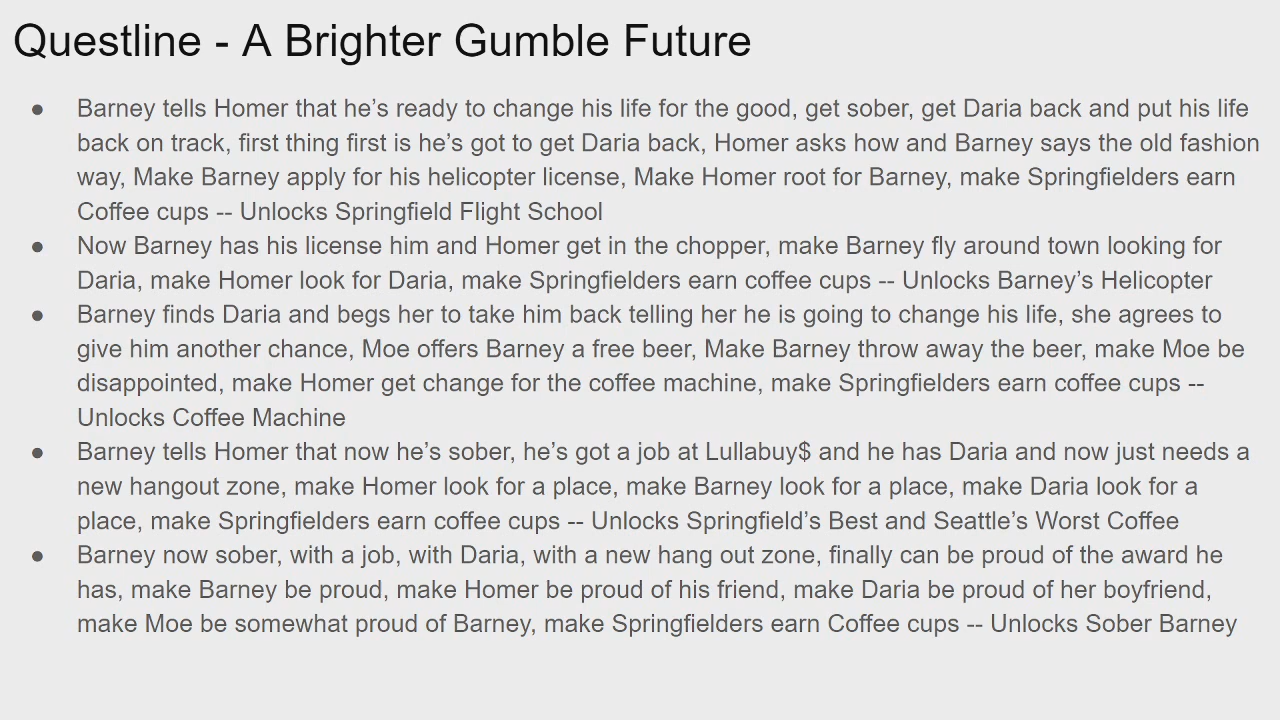 Questline - A Brighter Gumble Future
● Barney tells Homer that he’s ready to change his life for the good, get sober, get Daria back and put his life
back on track, first thing first is he’s got to get Daria back, Homer asks how and Barney says the old fashion
way, Make Barney apply for his helicopter license, Make Homer root for Barney, make Springfielders earn
Coffee cups -- Unlocks Springfield Flight School
● Now Barney has his license him and Homer get in the chopper, make Barney fly around town looking for
Daria, make Homer look for Daria, make Springfielders earn coffee cups -- Unlocks Barney’s Helicopter
● Barney finds Daria and begs her to take him back telling her he is going to change his life, she agrees to
give him another chance, Moe offers Barney a free beer, Make Barney throw away the beer, make Moe be
disappointed, make Homer get change for the coffee machine, make Springfielders earn coffee cups --
Unlocks Coffee Machine
● Barney tells Homer that now he’s sober, he’s got a job at Lullabuy$ and he has Daria and now just needs a
new hangout zone, make Homer look for a place, make Barney look for a place, make Daria look for a
place, make Springfielders earn coffee cups -- Unlocks Springfield’s Best and Seattle’s Worst Coffee
● Barney now sober, with a job, with Daria, with a new hang out zone, finally can be proud of the award he
has, make Barney be proud, make Homer be proud of his friend, make Daria be proud of her boyfriend,
make Moe be somewhat proud of Barney, make Springfielders earn Coffee cups -- Unlocks Sober Barney